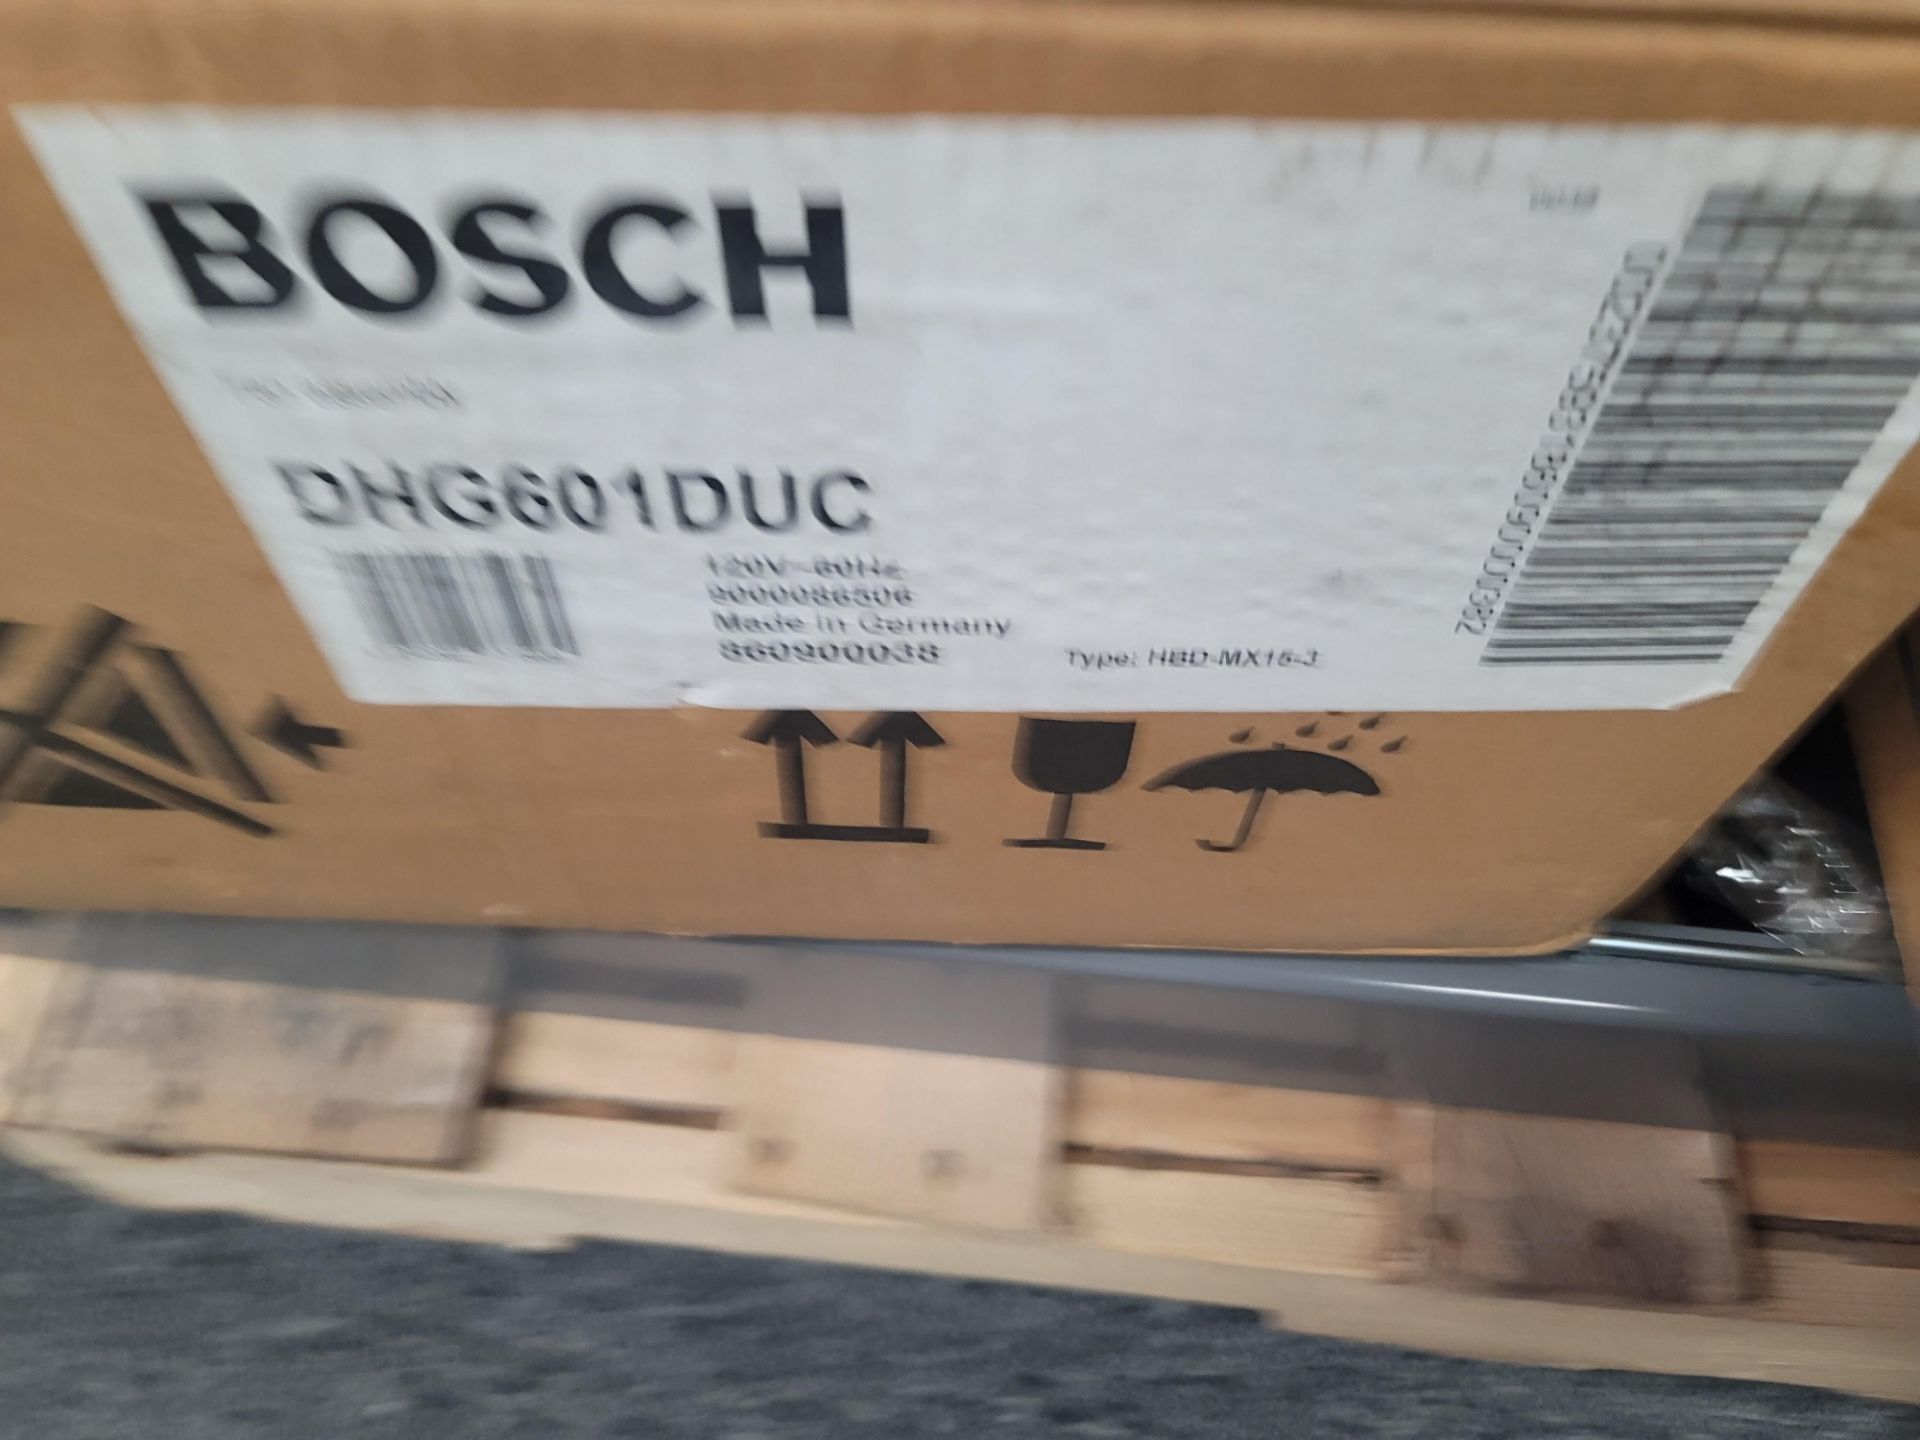 BOSCH
DHG601DUC
120V~60Hz
9000086506
Made in Germany
860900038
Type: HBD-MX15-3